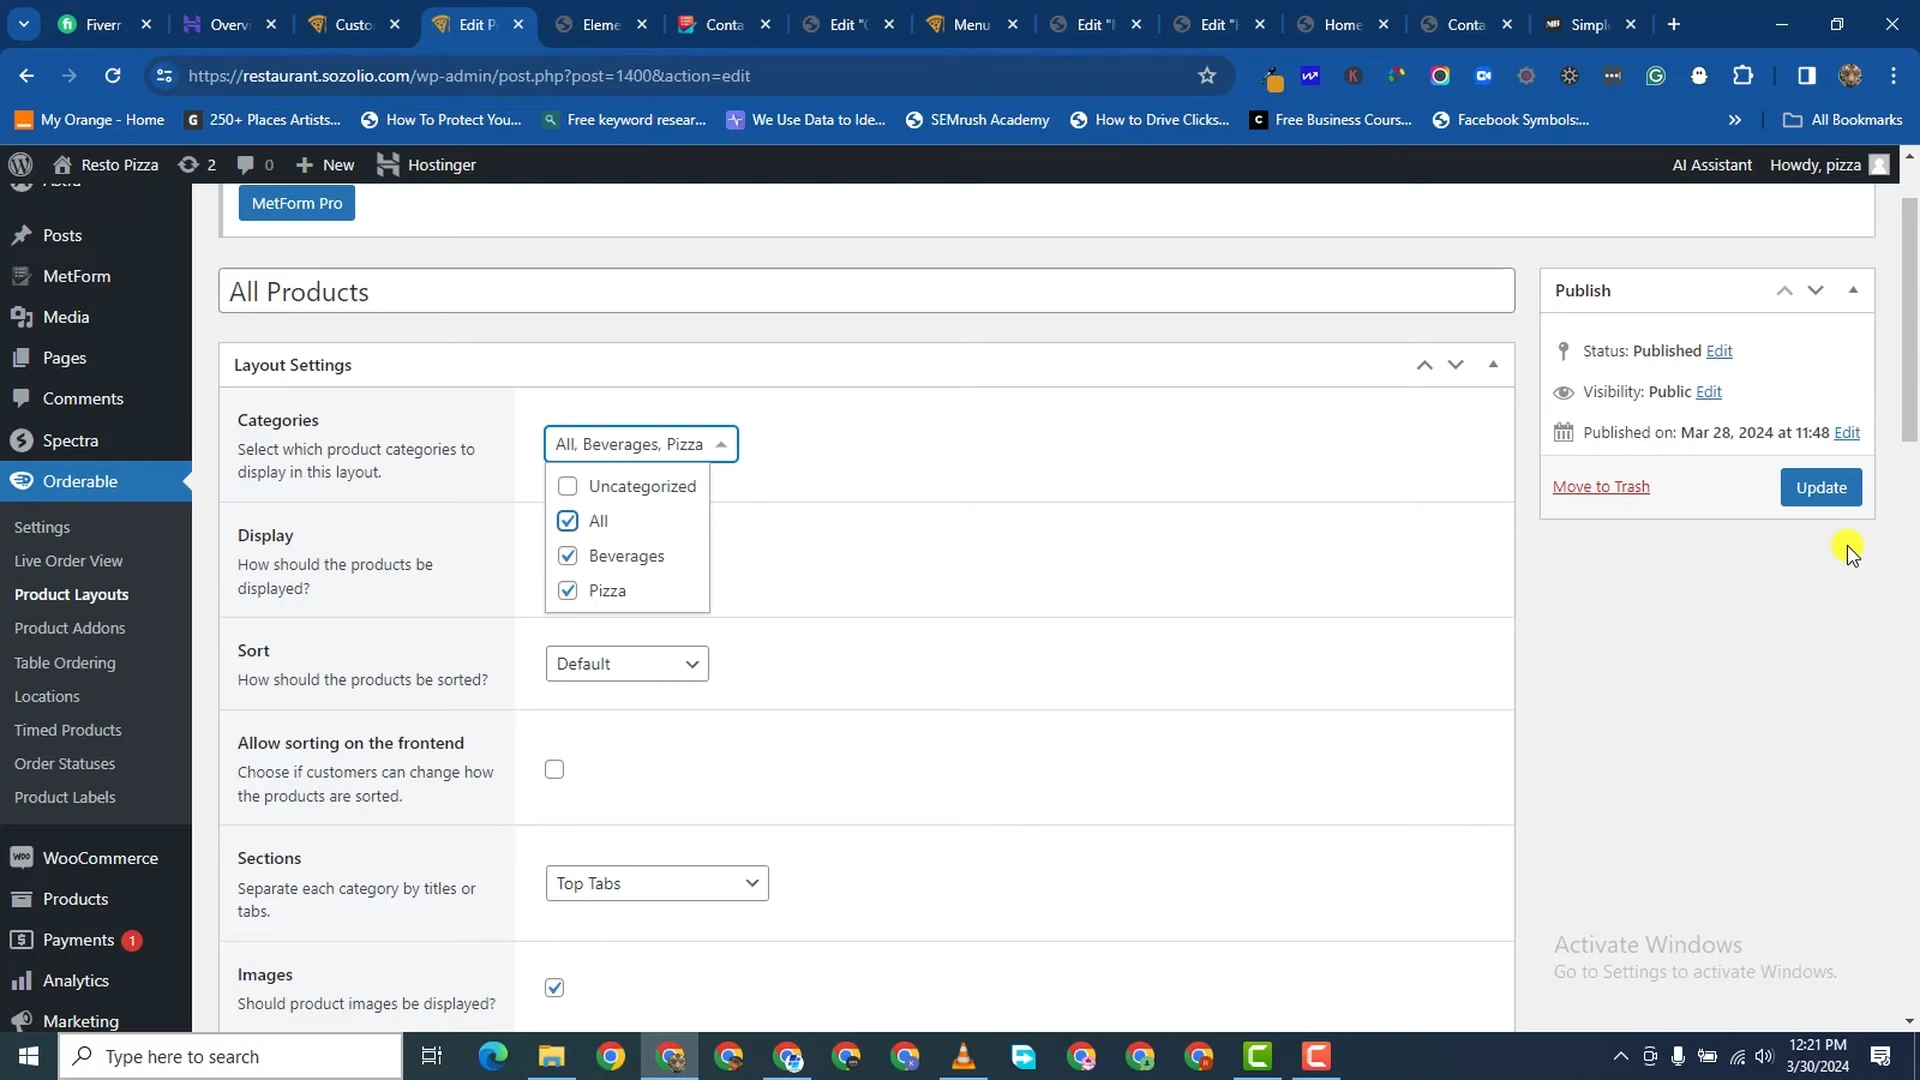 Fiverr
Overv
Custo
Edit P
Eleme
Conta
Edit "C
Menu
Edit "
Edit "
Home
Conta
Simpl
https://restaurant.sozolio.com/wp-admin/post.php?post=1400&action=edit
My Orange - Home
250+ Places Artists...
How To Protect You...
Free keyword resear...
We Use Data to Ide...
SEMrush Academy
How to Drive Clicks...
Free Business Cours...
Facebook Symbols:...
All Bookmarks
Resto Pizza
2
0
New
Hostinger
AI Assistant
Howdy, pizza
Posts
MetForm
Media
Pages
Comments
Spectra
Orderable
Settings
Live Order View
Product Layouts
Product Addons
Table Ordering
Locations
Timed Products
Order Statuses
Product Labels
WooCommerce
Products
Payments 1
Analytics
Marketing
MetForm Pro
All Products
Layout Settings
Categories
Select which product categories to
display in this layout.
All, Beverages, Pizza
Uncategorized
All
Beverages
Pizza
Display
How should the products be
displayed?
Sort
How should the products be sorted?
Default
Allow sorting on the frontend
Choose if customers can change how
the products are sorted.
Sections
Separate each category by titles or
tabs.
Top Tabs
Images
Should product images be displayed?
Publish
Status: Published Edit
Visibility: Public Edit
Published on: Mar 28, 2024 at 11:48 Edit
Move to Trash
Update
Activate Windows
Go to Settings to activate Windows.
Type here to search
12:21 PM
3/30/2024